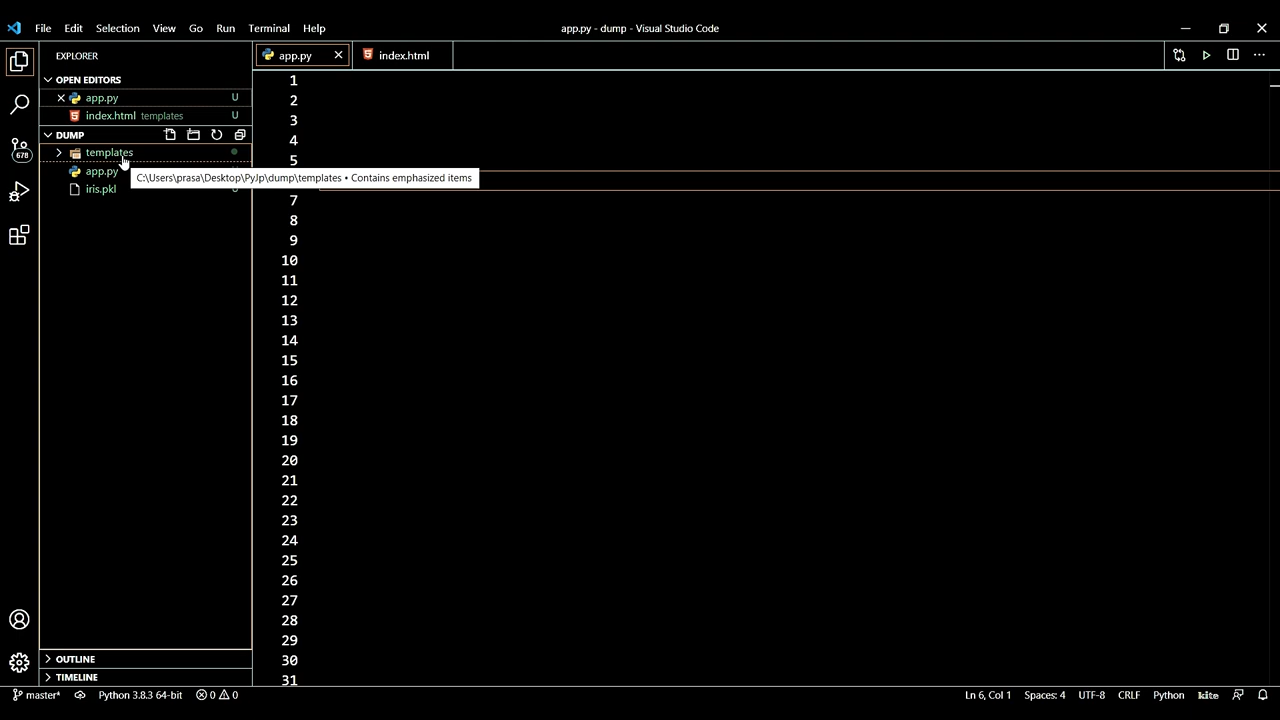 File Edit Selection View Go Run Terminal Help
app.py - dump - Visual Studio Code
EXPLORER
app.py
index.html
OPEN EDITORS
app.py U
index.html templates U
DUMP
templates
app.py
C:\Users\prasa\Desktop\PyJp\dump\templates • Contains emphasized items
iris.pkl
678
1
2
3
4
5
7
8
9
10
11
12
13
14
15
16
17
18
19
20
21
22
23
24
25
26
27
28
29
30
31
OUTLINE
TIMELINE
master* Python 3.8.3 64-bit 0 0 Ln 6, Col 1 Spaces: 4 UTF-8 CRLF Python kite